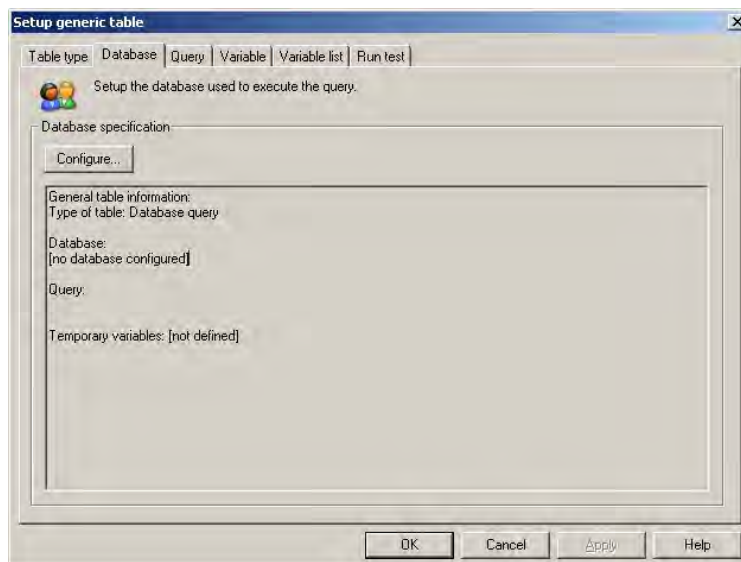 Setup generic table
Table type Database Query Variable Variable list Run test
Setup the database used to execute the query.
Database specification
Configure...
General table information:
Type of table: Database query
Database:
[no database configured]
Query:
Temporary variables: [not defined]
OK Cancel Apply Help